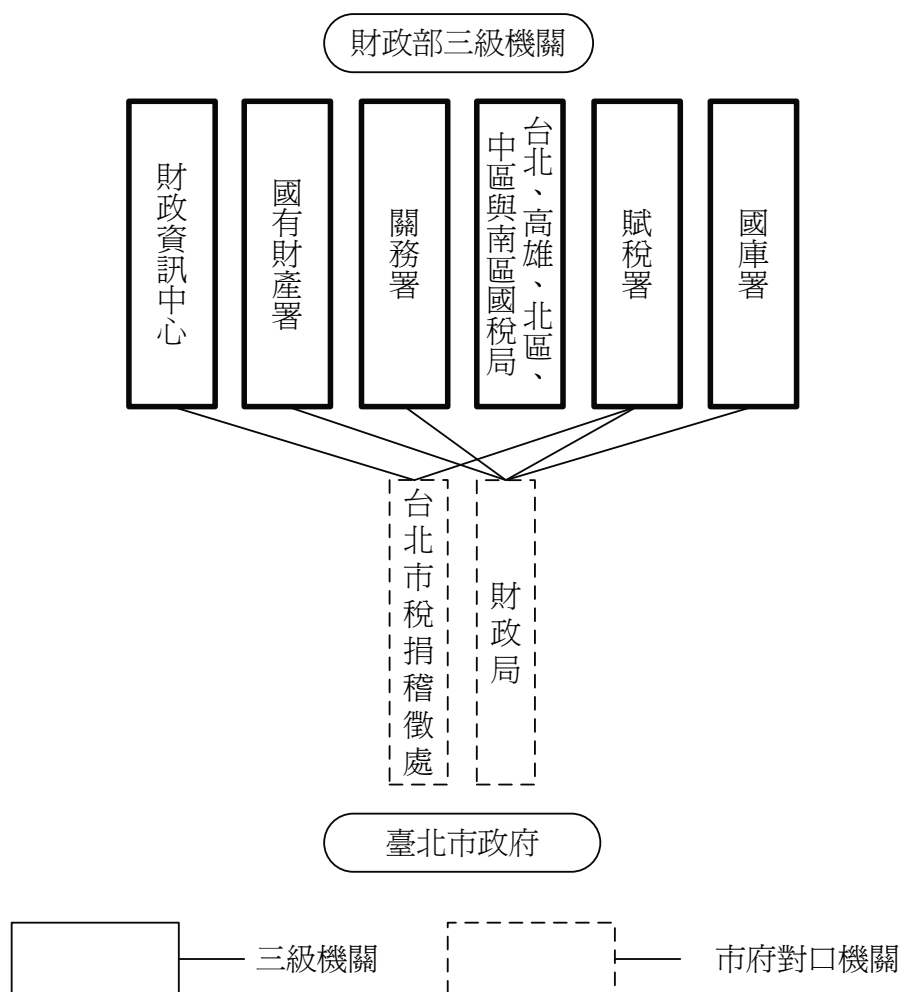 財政部三級機關
財政資訊中心
國有財產署
關務署
台北、高雄、北區、
中區與南區國稅局
賦稅署
國庫署
台北市稅捐稽徵處
財政局
臺北市政府
三級機關
市府對口機關